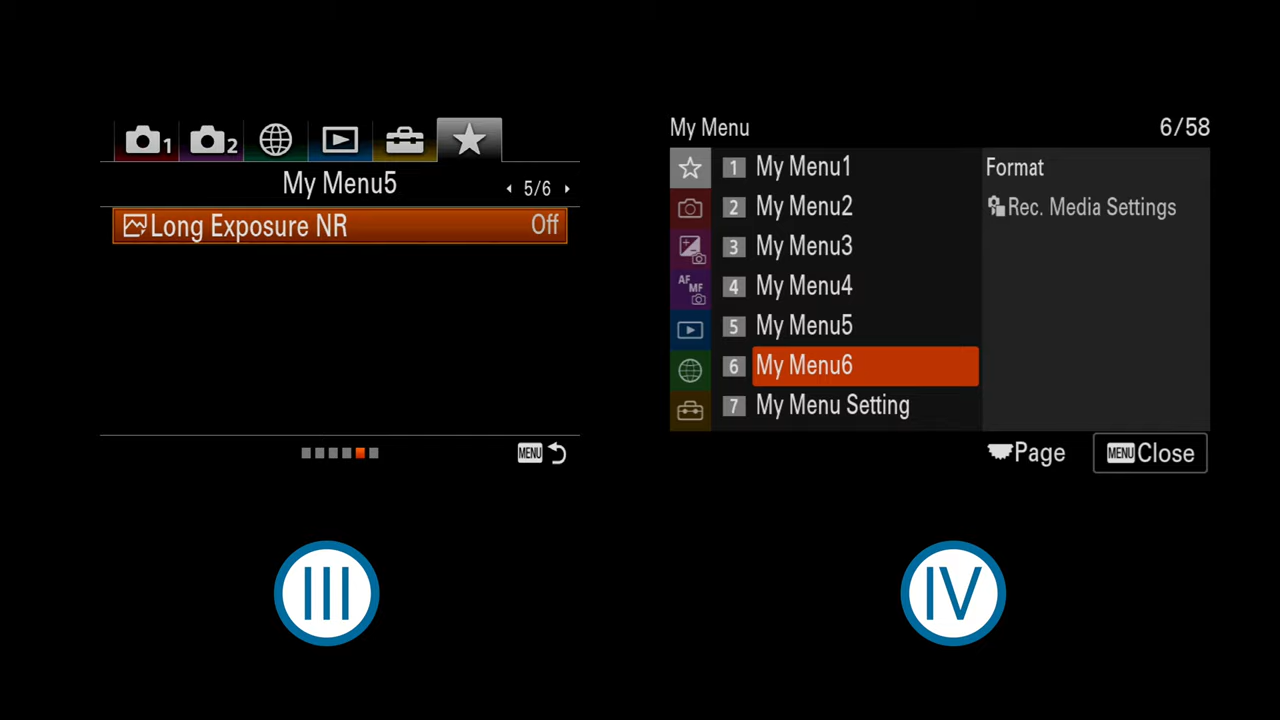 1 2
My Menu5
5/6
Long Exposure NR Off
MENU
III
My Menu 6/58
1 My Menu1
2 My Menu2
3 My Menu3
4 My Menu4
5 My Menu5
6 My Menu6
7 My Menu Setting
AF
MF
Format
Rec. Media Settings
Page
MENU Close
IV